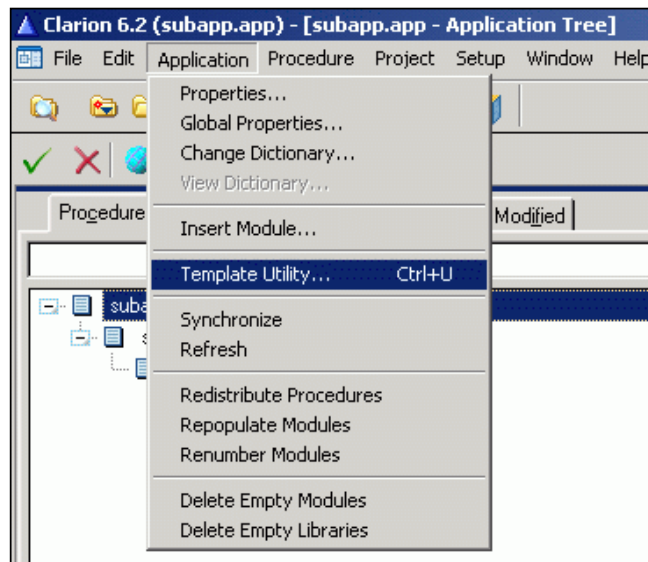 Clarion 6.2 (subapp.app) - [subapp.app - Application Tree]
File Edit Application Procedure Project Setup Window Help
Properties...
Global Properties...
Change Dictionary...
View Dictionary...
Procedure Modified
Insert Module...
Template Utility... Ctrl+U
suba
Synchronize
Refresh
Redistribute Procedures
Repopulate Modules
Renumber Modules
Delete Empty Modules
Delete Empty Libraries